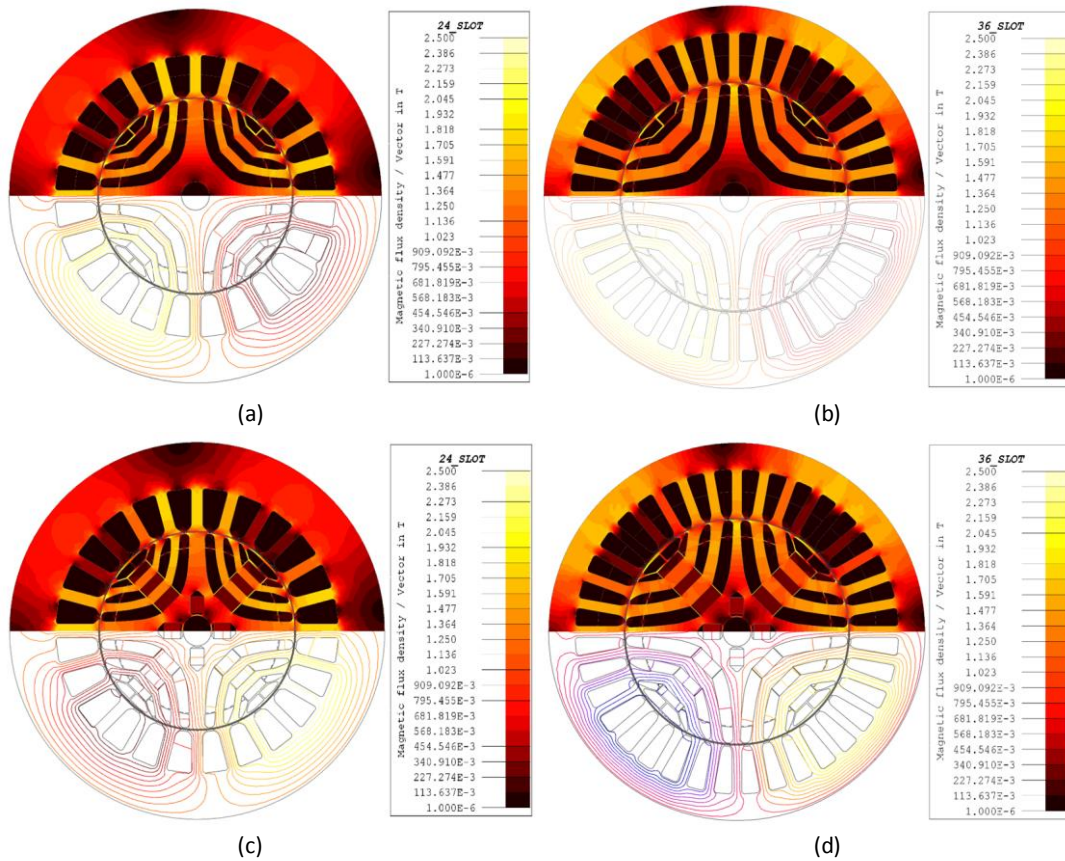 24_SLOT
Magnetic flux density / Vector in T
2.500
2.386
2.273
2.159
2.045
1.932
1.818
1.705
1.591
1.477
1.364
1.250
1.136
1.023
909.092E-3
795.455E-3
681.819E-3
568.183E-3
454.546E-3
340.910E-3
227.274E-3
113.637E-3
1.000E-6
(a)
36_SLOT
Magnetic flux density / Vector in T
2.500
2.386
2.273
2.159
2.045
1.932
1.818
1.705
1.591
1.477
1.364
1.250
1.136
1.023
909.092E-3
795.455E-3
681.819E-3
568.183E-3
454.546E-3
340.910E-3
227.274E-3
113.637E-3
1.000E-6
(b)
24_SLOT
Magnetic flux density / Vector in T
2.500
2.386
2.273
2.159
2.045
1.932
1.818
1.705
1.591
1.477
1.364
1.250
1.136
1.023
909.092E-3
795.455E-3
681.819E-3
568.183E-3
454.546E-3
340.910E-3
227.274E-3
113.637E-3
1.000E-6
(c)
36_SLOT
Magnetic flux density / Vector in T
2.500
2.386
2.273
2.159
2.045
1.932
1.818
1.705
1.591
1.477
1.364
1.250
1.136
1.023
909.092E-3
795.455E-3
681.819E-3
568.183E-3
454.546E-3
340.910E-3
227.274E-3
113.637E-3
1.000E-6
(d)